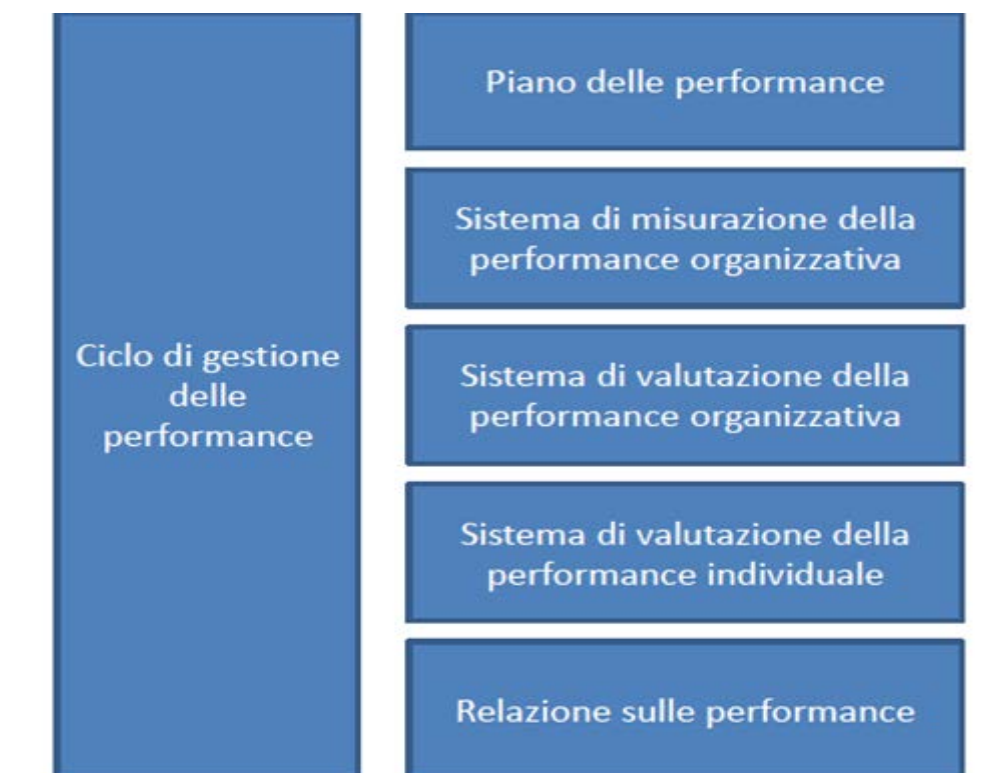 Ciclo di gestione
delle
performance
Piano delle performance
Sistema di misurazione della
performance organizzativa
Sistema di valutazione della
performance organizzativa
Sistema di valutazione della
performance individuale
Relazione sulle performance